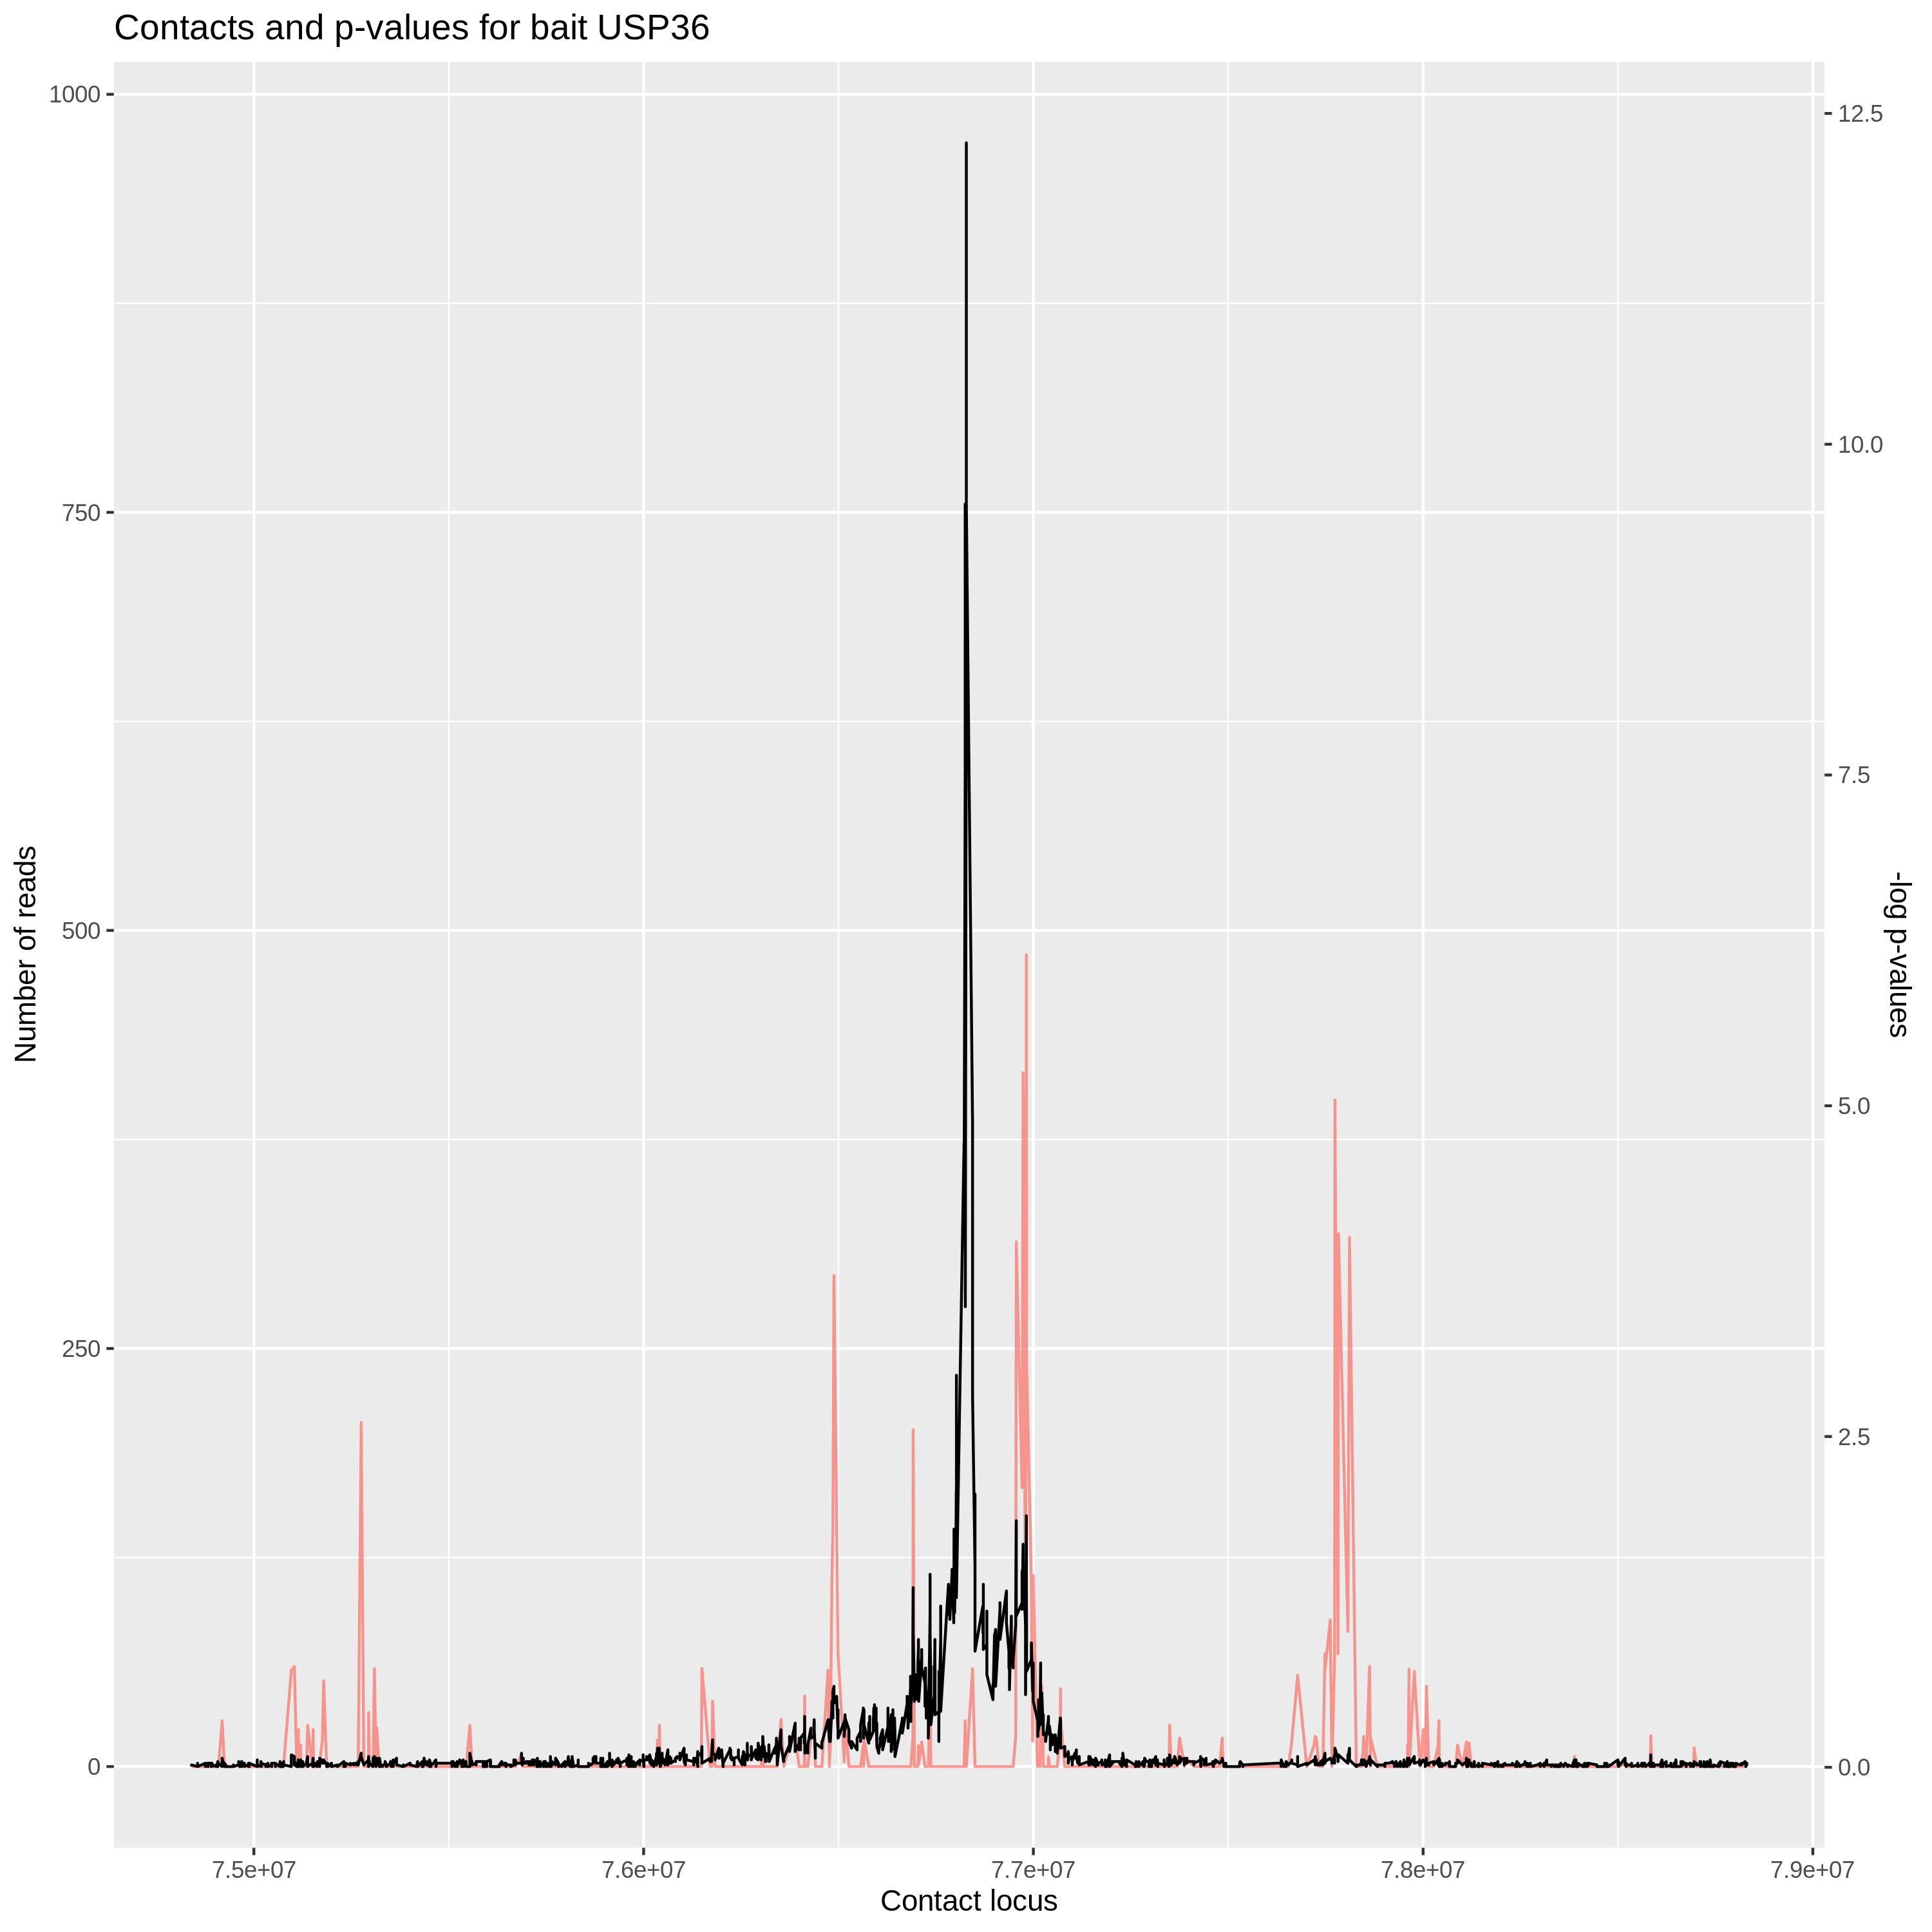 Contacts and p-values for bait USP36
1000
750
500
250
0
Number of reads
12.5
10.0
7.5
5.0
2.5
0.0
-log p-values
7.5e+07 7.6e+07 7.7e+07 7.8e+07 7.9e+07
Contact locus